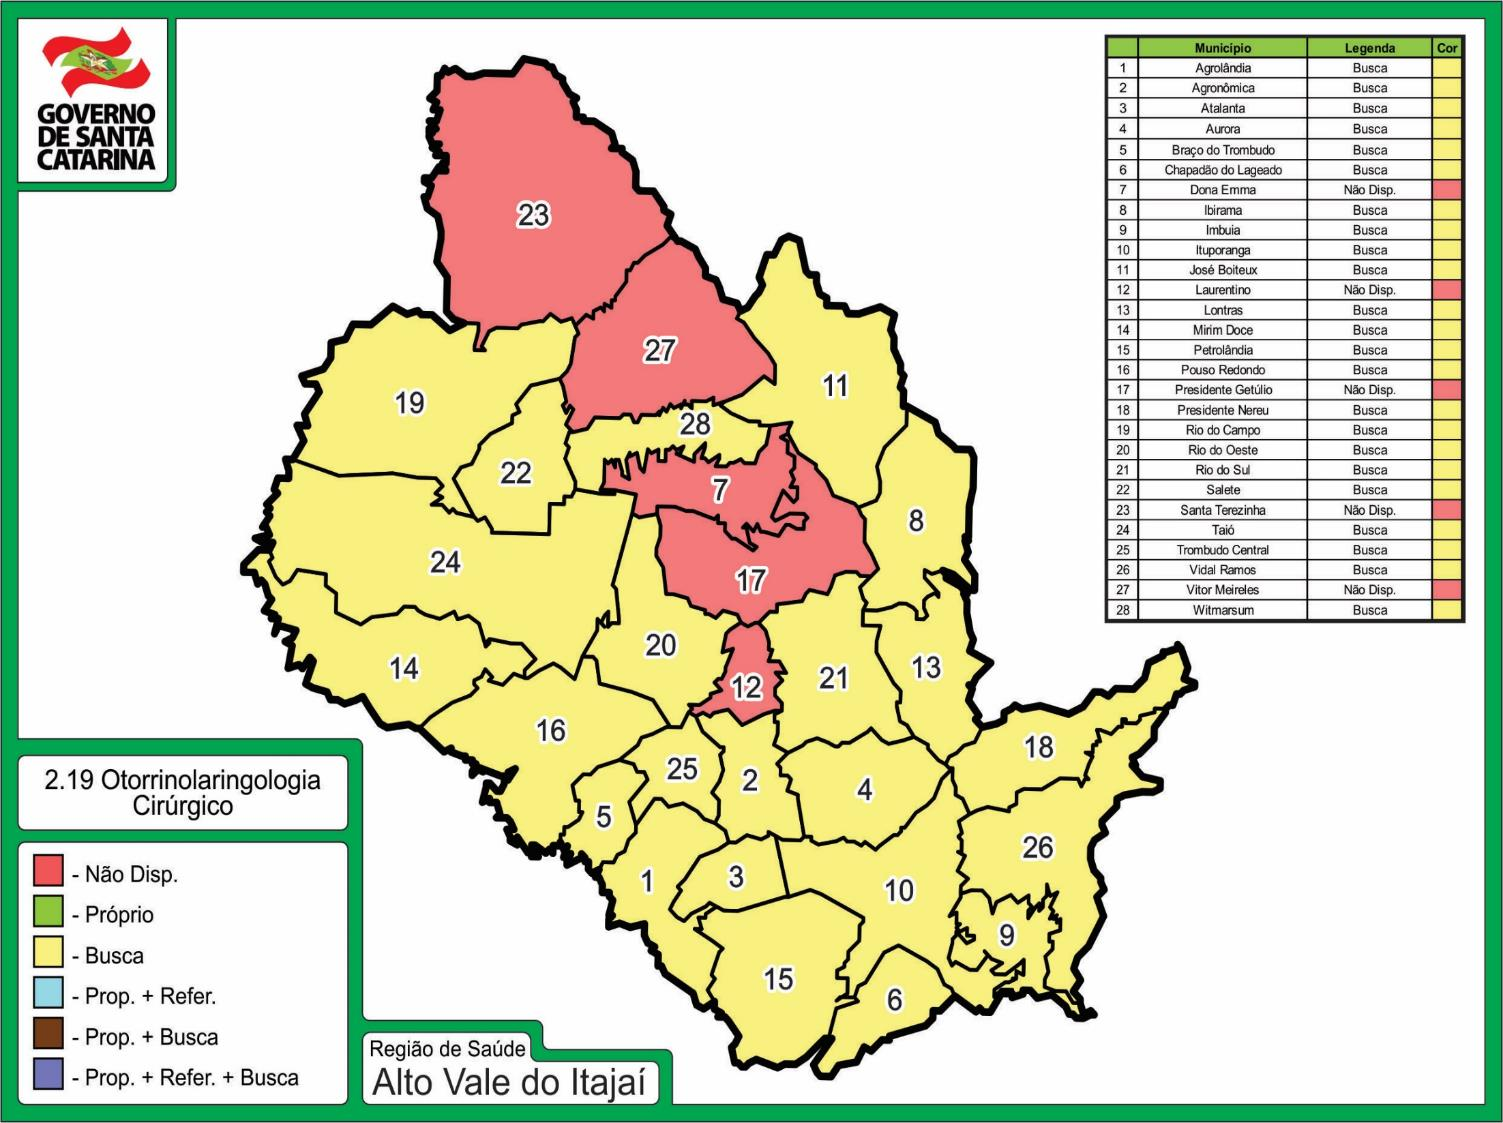 GOVERNO
DE SANTA
CATARINA
Município Legenda Cor
1 Agrolândia Busca
2 Agronômica Busca
3 Atalanta Busca
4 Aurora Busca
5 Braço do Trombudo Busca
6 Chapadão do Lageado Busca
7 Dona Emma Não Disp.
8 Ibirama Busca
9 Imbuia Busca
10 Ituporanga Busca
11 José Boiteux Busca
12 Laurentino Não Disp.
13 Lontras Busca
14 Mirim Doce Busca
15 Petrolândia Busca
16 Pouso Redondo Busca
17 Presidente Getúlio Não Disp.
18 Presidente Nereu Busca
19 Rio do Campo Busca
20 Rio do Oeste Busca
21 Rio do Sul Busca
22 Salete Busca
23 Santa Terezinha Não Disp.
24 Taió Busca
25 Trombudo Central Busca
26 Vidal Ramos Busca
27 Vitor Meireles Não Disp.
28 Witmarsum Busca
23
27
11
19
28
22
7
8
24
17
20
14
12
21
13
16
18
25
2
4
5
26
1
3
10
9
15
6
2.19 Otorrinolaringologia
Cirúrgico
- Não Disp.
- Próprio
- Busca
- Prop. + Refer.
- Prop. + Busca
- Prop. + Refer. + Busca
Região de Saúde
Alto Vale do Itajaí